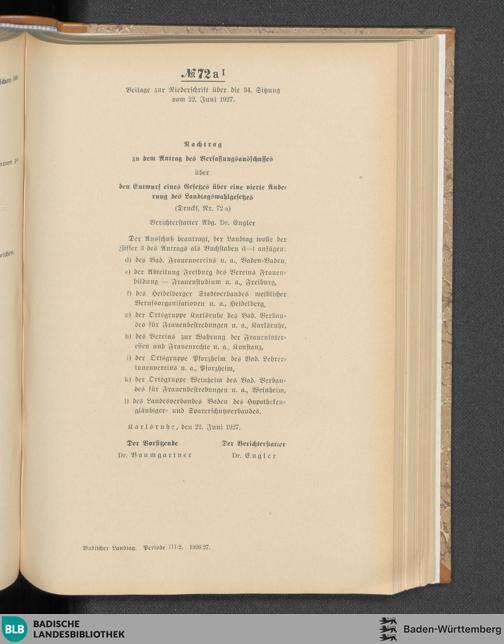 № 72 a I
Beilage zur Niederschrift über die 34. Sitzung
vom 22. Juni 1927.
Nachtrag
zu dem Antrag des Verfassungsausschusses
über
den Entwurf eines Gesetzes über eine vierte Ände-
rung des Landtagswahlgesetzes
(Druckf. Nr. 72 a)
Berichterstatter Abg. Dr. Engler
Der Ausschuß beantragt, der Landtag wolle der
Ziffer 3 des Antrags als Buchstaben d—l anfügen:
d) des Bad. Frauenvereins u. a., Baden-Baden,
e) der Abteilung Freiburg des Vereins Frauen-
bildung — Frauenstudium u. a., Freiburg,
f) des Heidelberger Stadtverbandes weiblicher
Berufsorganisationen u. a., Heidelberg,
g) der Ortsgruppe Karlsruhe des Bad. Verban-
des für Frauenbestrebungen u. a., Karlsruhe,
h) des Vereins zur Wahrung der Frauninter-
essen und Frauenrechte u. a., Konstanz,
i) der Ortsgruppe Pforzheim des Bad. Lehrer-
innenvereins u. a., Pforzheim,
k) der Ortsgruppe Weinheim des Bad. Verban-
des für Frauenbestrebungen u. a., Weinheim,
l) des Landesverbandes Baden des Hypotheken-
gläubiger- und Sparerschutzverbandes.
Karlsruhe, den 22. Juni 1927.
Der Vorsitzende Der Berichterstatter
Dr. Baumgartner Dr. Engler
Badischer Landtag. Periode III/2. 1926/27.
BLB BADISCHE
LANDESBIBLIOTHEK
Baden-Württemberg